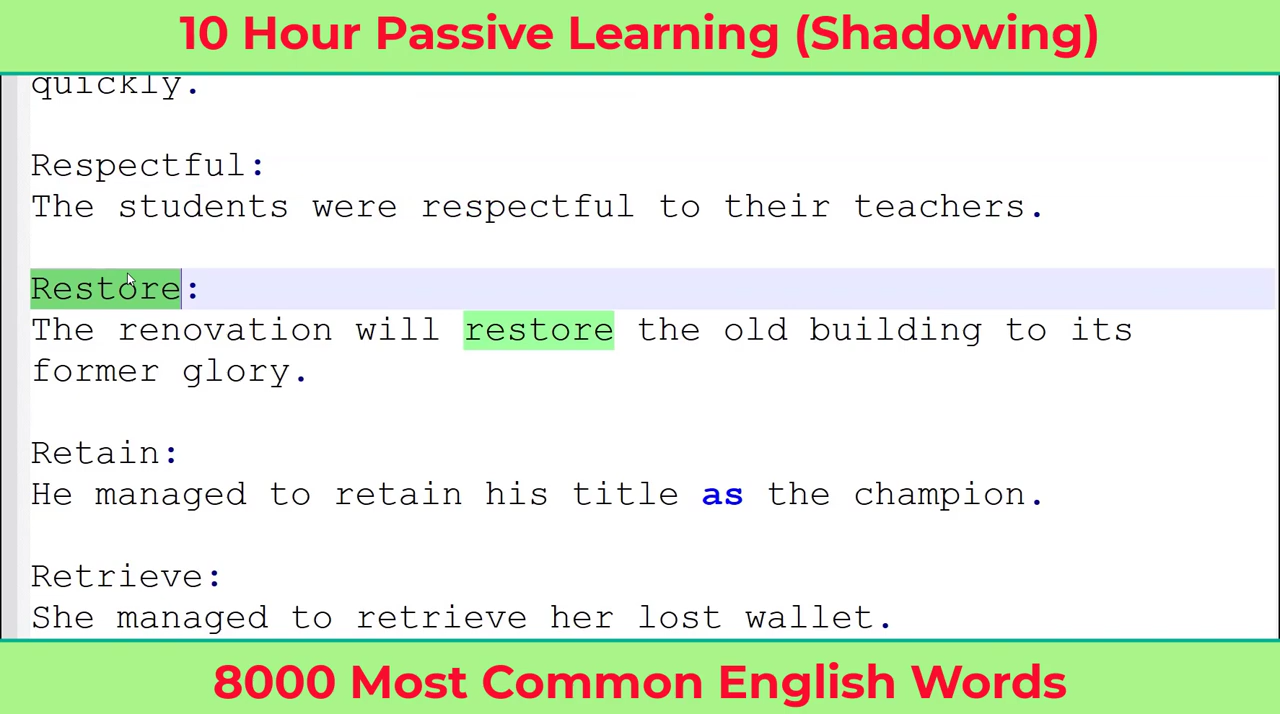 10 Hour Passive Learning (Shadowing)
quickly.
Respectful:
The students were respectful to their teachers.
Restore:
The renovation will restore the old building to its
former glory.
Retain:
He managed to retain his title as the champion.
Retrieve:
She managed to retrieve her lost wallet.
8000 Most Common English Words